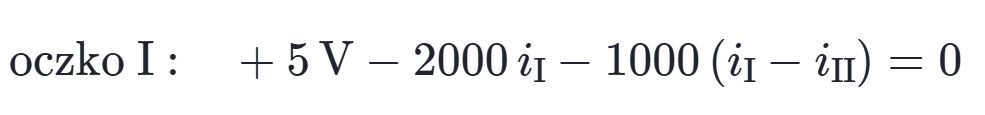 oczko I : + 5 V − 2000 i_I − 1000 (i_I − i_II) = 0